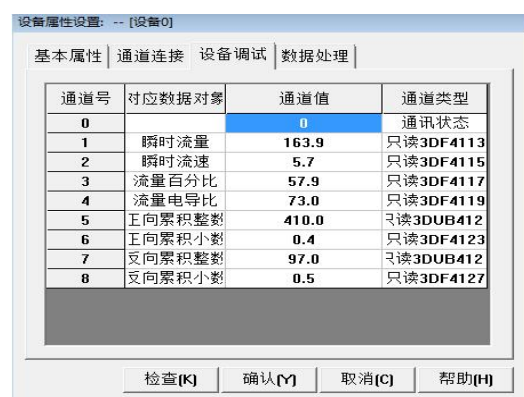 设备属性设置: -- [设备0]
基本属性 通道连接 设备调试 数据处理
通道号 对应数据对象 通道值 通道类型
0 0 通讯状态
1 瞬时流量 163.9 只读3DF4113
2 瞬时流速 5.7 只读3DF4115
3 流量百分比 57.9 只读3DF4117
4 流量电导比 73.0 只读3DF4119
5 正向累积整数 410.0 只读3DUB412
6 正向累积小数 0.4 只读3DF4123
7 反向累积整数 97.0 只读3DUB412
8 反向累积小数 0.5 只读3DF4127
检查(K) 确认(Y) 取消(C) 帮助(H)